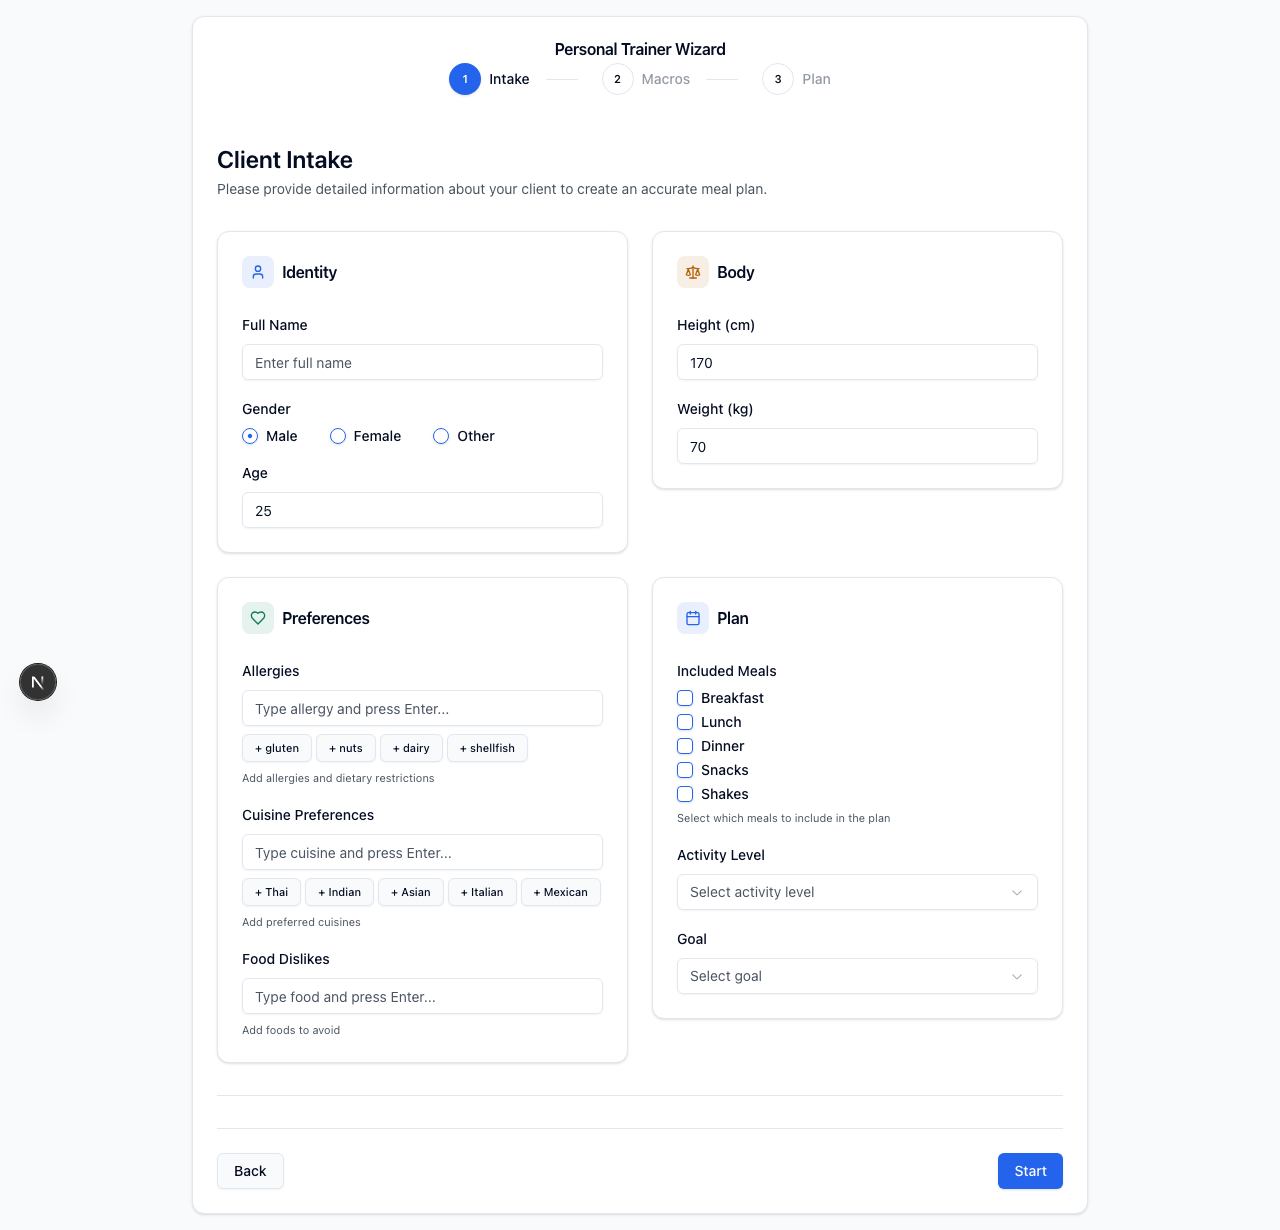 Personal Trainer Wizard
1 Intake 2 Macros 3 Plan
Client Intake
Please provide detailed information about your client to create an accurate meal plan.
Identity
Full Name
Enter full name
Gender
Male Female Other
Age
25
Body
Height (cm)
170
Weight (kg)
70
Preferences
Allergies
Type allergy and press Enter...
+ gluten + nuts + dairy + shellfish
Add allergies and dietary restrictions
Cuisine Preferences
Type cuisine and press Enter...
+ Thai + Indian + Asian + Italian + Mexican
Add preferred cuisines
Food Dislikes
Type food and press Enter...
Add foods to avoid
Plan
Included Meals
Breakfast
Lunch
Dinner
Snacks
Shakes
Select which meals to include in the plan
Activity Level
Select activity level
Goal
Select goal
N
Back Start